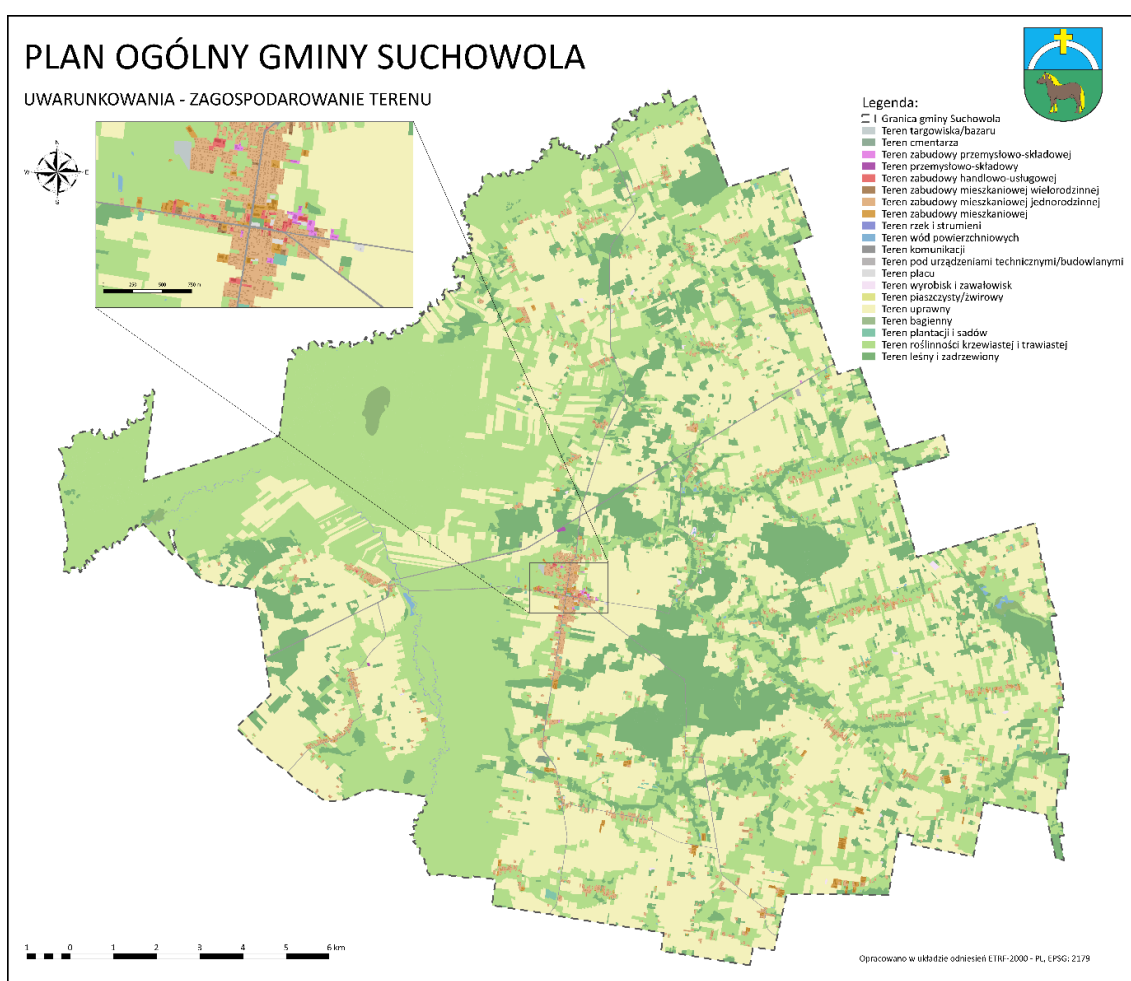 PLAN OGÓLNY GMINY SUCHOWOLA
UWARUNKOWANIA - ZAGOSPODAROWANIE TERENU
N
W E
S
250 500 750 m
Legenda:
Granica gminy Suchowola
Teren targowiska/bazaru
Teren cmentarza
Teren zabudowy przemysłowo-składowej
Teren przemysłowo-składowy
Teren zabudowy handlowo-usługowej
Teren zabudowy mieszkaniowej wielorodzinnej
Teren zabudowy mieszkaniowej jednorodzinnej
Teren zabudowy mieszkaniowej
Teren rzek i strumieni
Teren wód powierzchniowych
Teren komunikacji
Teren pod urządzeniami technicznymi/budowlanymi
Teren placu
Teren wyrobisk i zawałowisk
Teren piaszczysty/żwirowy
Teren uprawny
Teren bagienny
Teren plantacji i sadów
Teren roślinności krzewiastej i trawiastej
Teren leśny i zadrzewiony
1 0 1 2 3 4 5 6 km
Opracowano w układzie odniesień ETRF-2000 - PL, EPSG: 2179